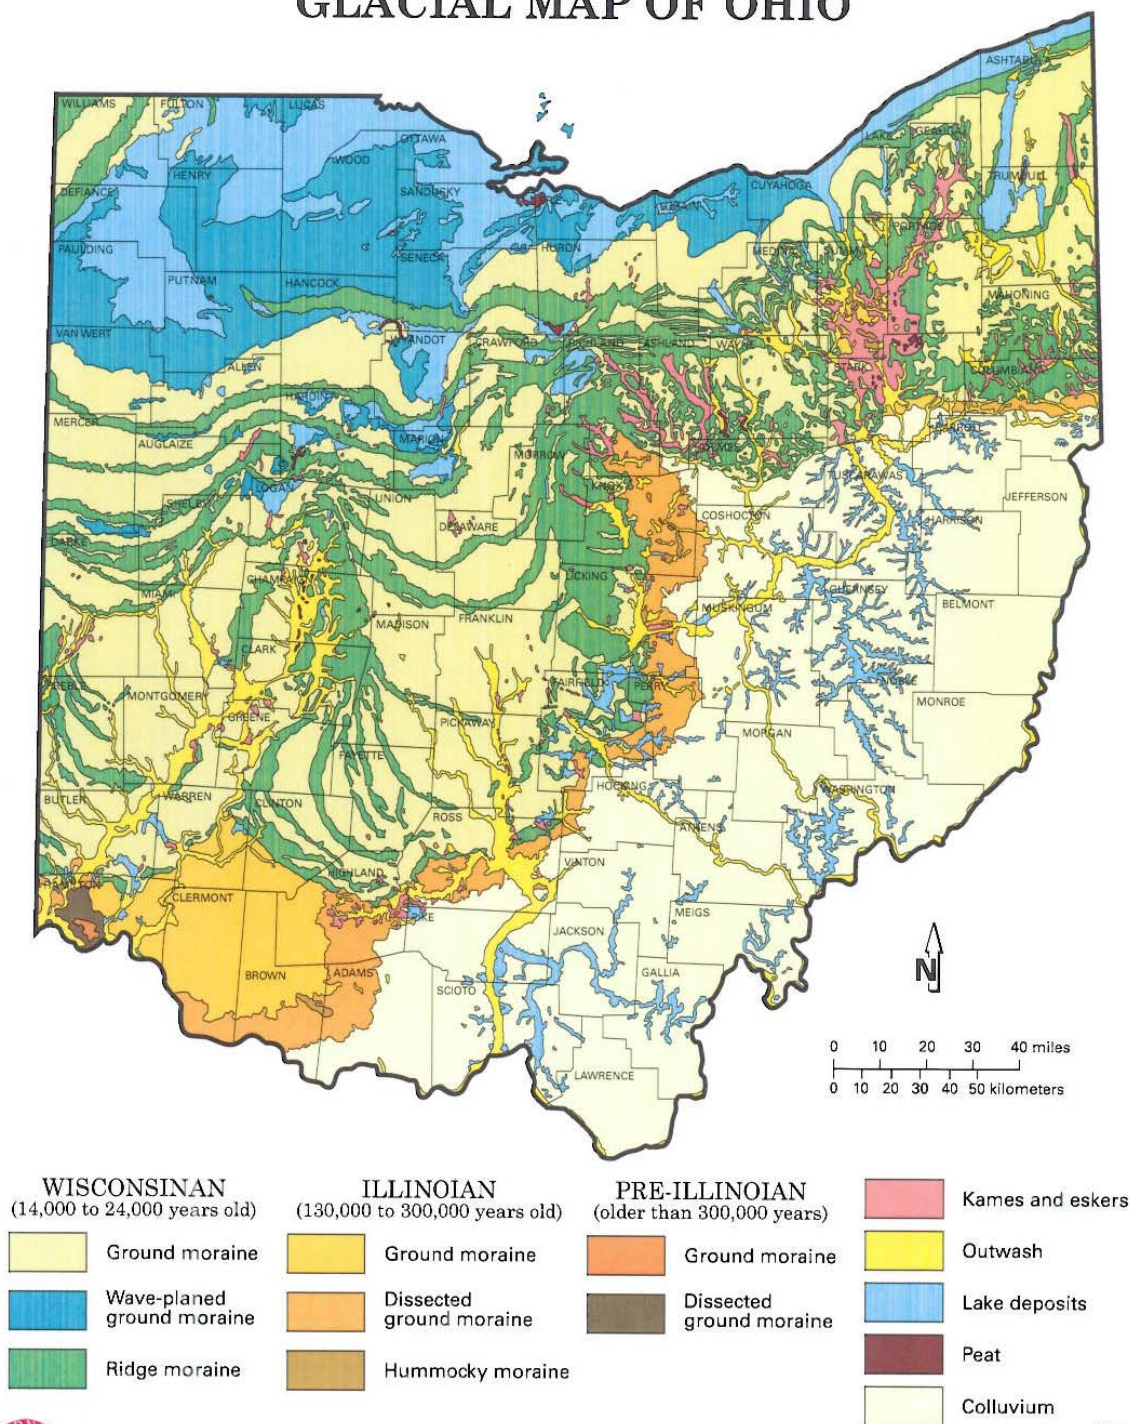 GLACIAL MAP OF OHIO
ASHTABULA
WILLIAMS
FULTON
LUCAS
OTTAWA
LAKE
GEAUGA
WOOD
HENRY
TRUMBULL
DEFIANCE
SANDUSKY
ERIE
CUYAHOGA
LORAIN
PORTAGE
PAULDING
HURON
MEDINA
SUMMIT
SENECA
PUTNAM
HANCOCK
MAHONING
VAN WERT
WYANDOT
CRAWFORD
RICHLAND
ASHLAND
WAYNE
ALLEN
STARK
COLUMBIANA
HARDIN
MERCER
CARROLL
AUGLAIZE
MARION
HOLMES
MORROW
TUSCARAWAS
LOGAN
KNOX
UNION
JEFFERSON
SHELBY
COSHOCTON
DELAWARE
HARRISON
DARKE
LICKING
CHAMPAIGN
MIAMI
GUERNSEY
BELMONT
MUSKINGUM
FRANKLIN
MADISON
CLARK
NOBLE
PREBLE
FAIRFIELD
PERRY
MONTGOMERY
MONROE
GREENE
PICKAWAY
MORGAN
FAYETTE
HOCKING
WASHINGTON
BUTLER
WARREN
CLINTON
ROSS
ATHENS
VINTON
HIGHLAND
HAMILTON
CLERMONT
MEIGS
PIKE
JACKSON
BROWN
ADAMS
GALLIA
SCIOTO
N
LAWRENCE
0 10 20 30 40 miles
0 10 20 30 40 50 kilometers
WISCONSINAN
(14,000 to 24,000 years old)
Ground moraine
Wave-planed
ground moraine
Ridge moraine
ILLINOIAN
(130,000 to 300,000 years old)
Ground moraine
Dissected
ground moraine
Hummocky moraine
PRE-ILLINOIAN
(older than 300,000 years)
Ground moraine
Dissected
ground moraine
Kames and eskers
Outwash
Lake deposits
Peat
Colluvium